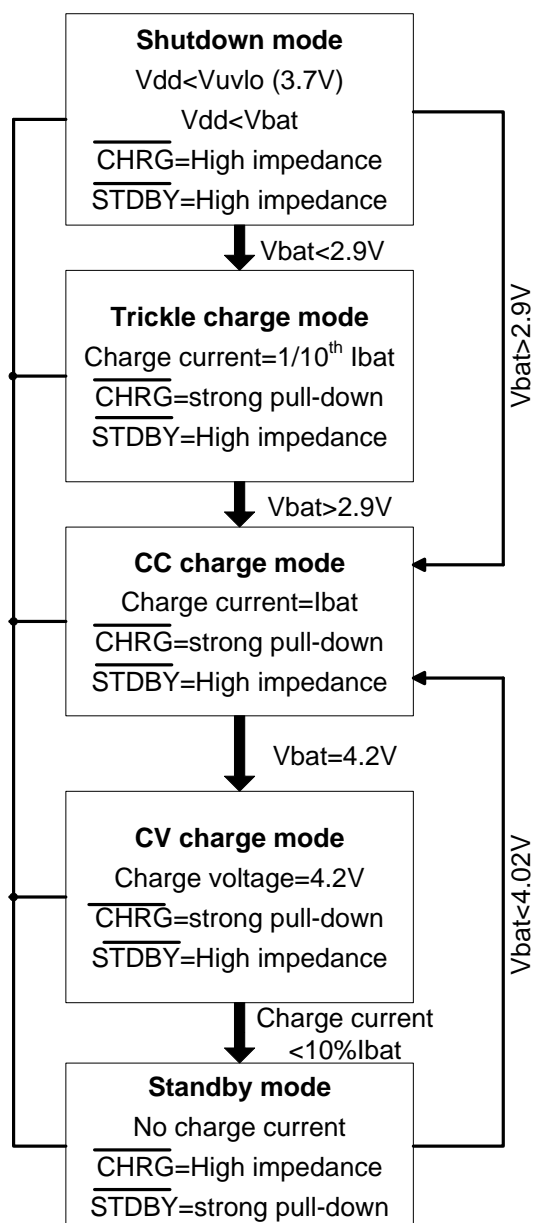 Shutdown mode
Vdd<Vuvlo (3.7V)
Vdd<Vbat
CHRG=High impedance
STDBY=High impedance
Vbat<2.9V
Vbat>2.9V
Trickle charge mode
Charge current=1/10th Ibat
CHRG=strong pull-down
STDBY=High impedance
Vbat>2.9V
CC charge mode
Charge current=Ibat
CHRG=strong pull-down
STDBY=High impedance
Vbat=4.2V
CV charge mode
Charge voltage=4.2V
CHRG=strong pull-down
STDBY=High impedance
Vbat<4.02V
Charge current
<10%Ibat
Standby mode
No charge current
CHRG=High impedance
STDBY=strong pull-down